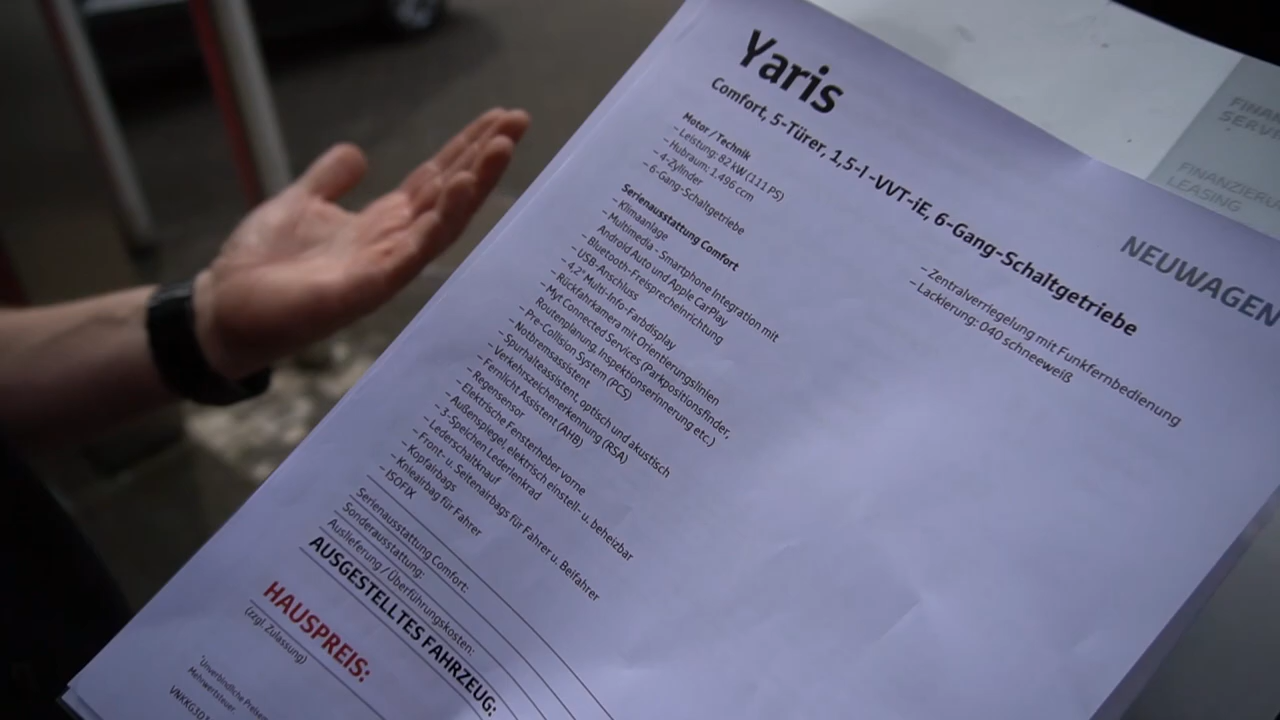 Yaris
Comfort, 5-Türer, 1,5-l-VVT-iE, 6-Gang-Schaltgetriebe
NEUWAGEN
Motor / Technik
– Leistung: 82 kW (111 PS)
– Hubraum: 1.496 ccm
– 4-Zylinder
– 6-Gang-Schaltgetriebe
Serienausstattung Comfort
– Klimaanlage
– Multimedia - Smartphone Integration mit
Android Auto und Apple CarPlay
– Bluetooth-Freisprecheinrichtung
– USB-Anschluss
– 4,2" Multi-Info-Farbdisplay
– Rückfahrkamera mit Orientierungslinien
– MyT Connected Services (Parkpositionsfinder,
Routenplanung, Inspektionserinnerung etc.)
– Pre-Collision System (PCS)
– Notbremsassistent
– Spurhalteassistent, optisch und akustisch
– Verkehrszeichenerkennung (RSA)
– Fernlicht Assistent (AHB)
– Regensensor
– Elektrische Fensterheber vorne
– Außenspiegel, elektrisch einstell- u. beheizbar
– 3-Speichen Lederlenkrad
– Lederschaltknauf
– Front- u. Seitenairbags für Fahrer u. Beifahrer
– Kopfairbags
– Knieairbag für Fahrer
– ISOFIX
– Zentralverriegelung mit Funkfernbedienung
– Lackierung: 040 schneeweiß
Serienausstattung Comfort:
Sonderausstattung:
Auslieferung / Überführungskosten:
AUSGESTELLTES FAHRZEUG:
HAUSPREIS:
(zzgl. Zulassung)
Unverbindliche
Mehrwertsteuer.
LEASING